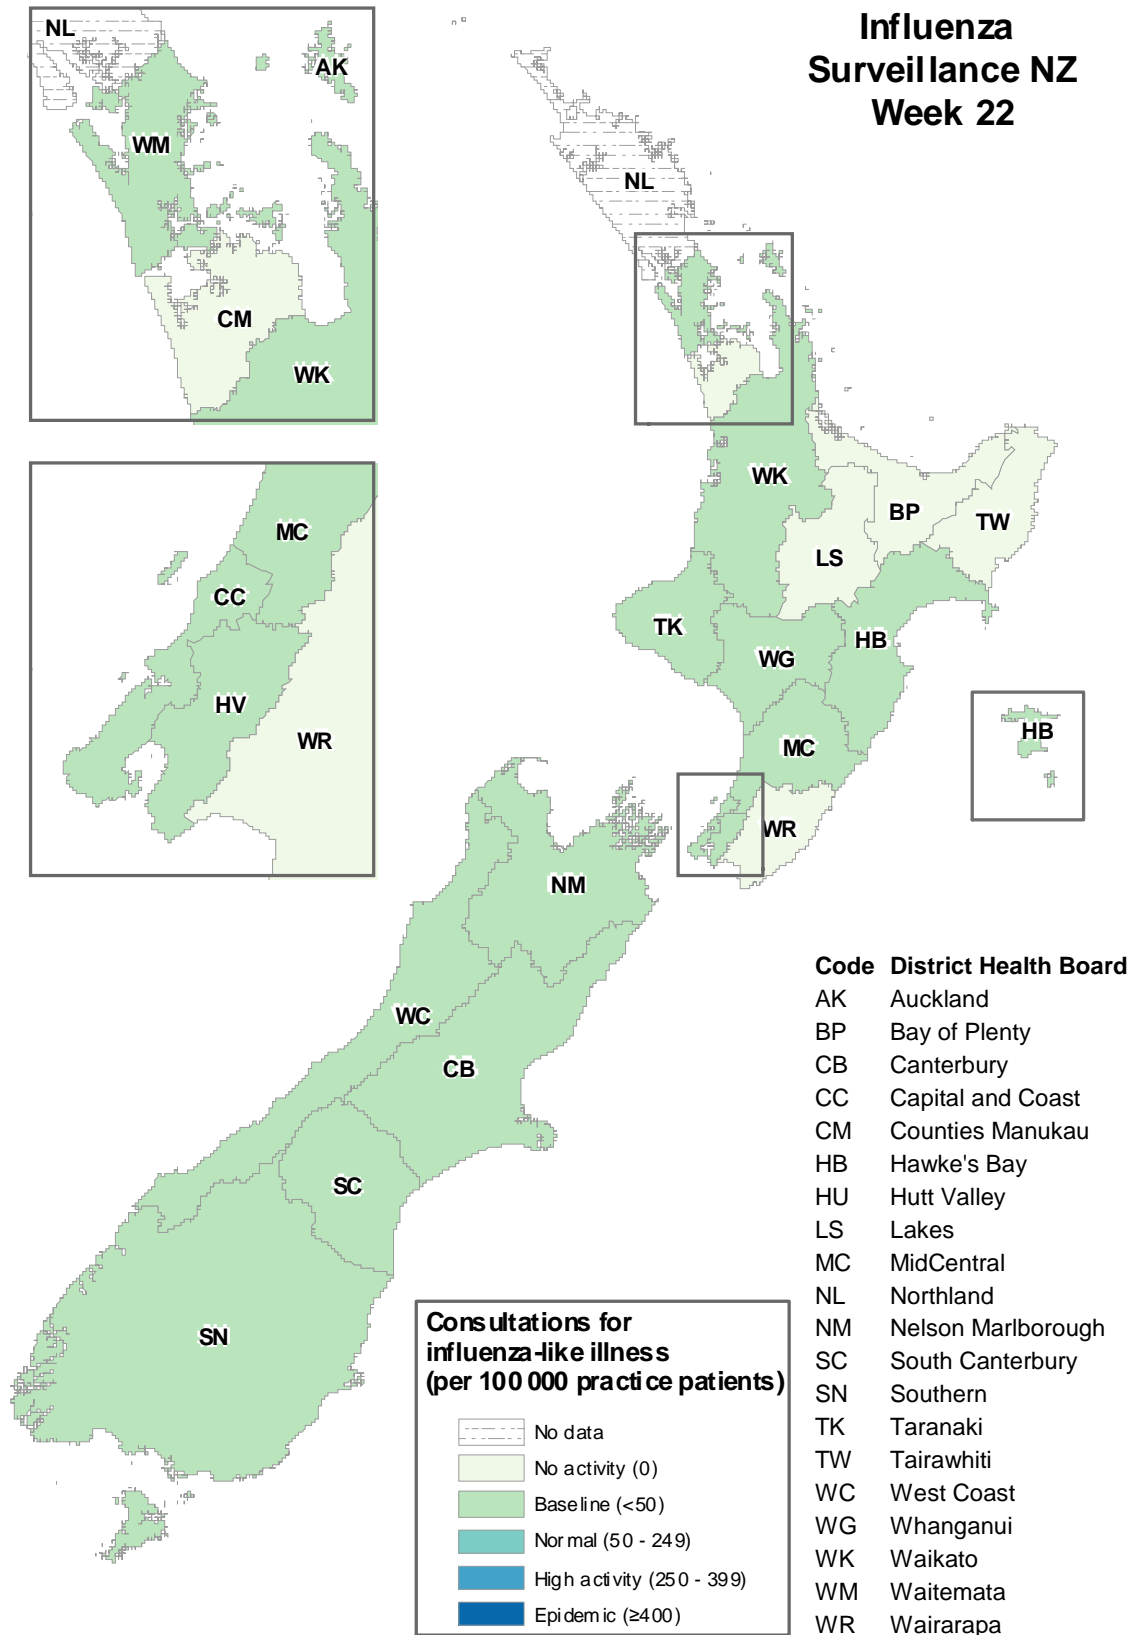 Influenza
Surveillance NZ
Week 22
NL
AK
WM
CM
WK
NL
MC
CC
HV
WR
WK
BP
TW
LS
TK
HB
WG
MC
HB
WR
NM
WC
CB
SC
SN
Code District Health Board
AK Auckland
BP Bay of Plenty
CB Canterbury
CC Capital and Coast
CM Counties Manukau
HB Hawke's Bay
HU Hutt Valley
LS Lakes
MC MidCentral
NL Northland
NM Nelson Marlborough
SC South Canterbury
SN Southern
TK Taranaki
TW Tairawhiti
WC West Coast
WG Whanganui
WK Waikato
WM Waitemata
WR Wairarapa
Consultations for
influenza-like illness
(per 100 000 practice patients)
No data
No activity (0)
Baseline (<50)
Normal (50 - 249)
High activity (250 - 399)
Epidemic (≥400)